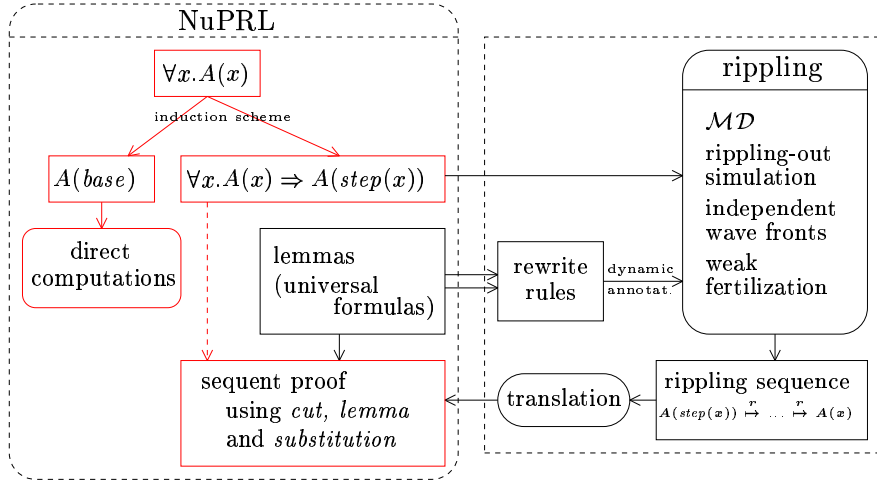 NuPRL
∀x.A(x)
induction scheme
A(base)
∀x.A(x) ⇒ A(step(x))
direct
computations
lemmas
(universal
formulas)
sequent proof
using cut, lemma
and substitution
rewrite
rules
dynamic
annotat.
rippling
MD
rippling-out
simulation
independent
wave fronts
weak
fertilization
rippling sequence
A(step(x)) r↦ ... r↦ A(x)
translation